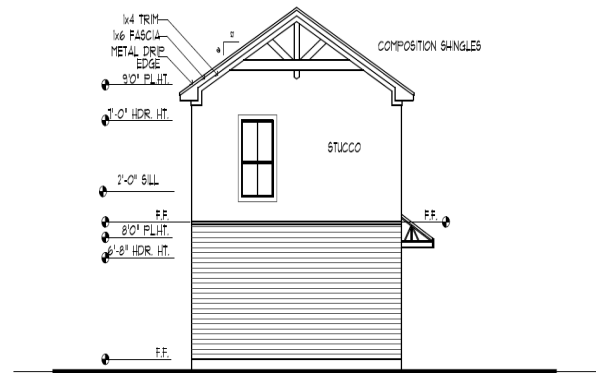 1x4 TRIM
1x6 FASCIA
METAL DRIP
EDGE
9'0" PL.HT.
7'-0" HDR. HT.
2'-0" SILL
F.F.
8'0" PL.HT.
6'-8" HDR. HT.
F.F.
12
COMPOSITION SHINGLES
STUCCO
F.F.